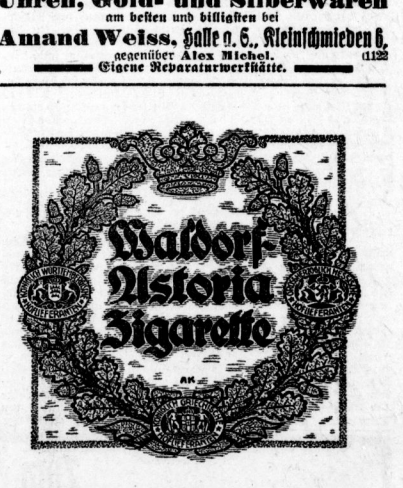 Uhren, Gold- und Silberwaren
am besten und billigsten bei
Amand Weiss, Halle a. S., Kleinschmieden 6,
gegenüber Alex Michel. (1122
Eigene Reparaturwerkstätte.
Waldorf-
Astoria
Zigarette
AK